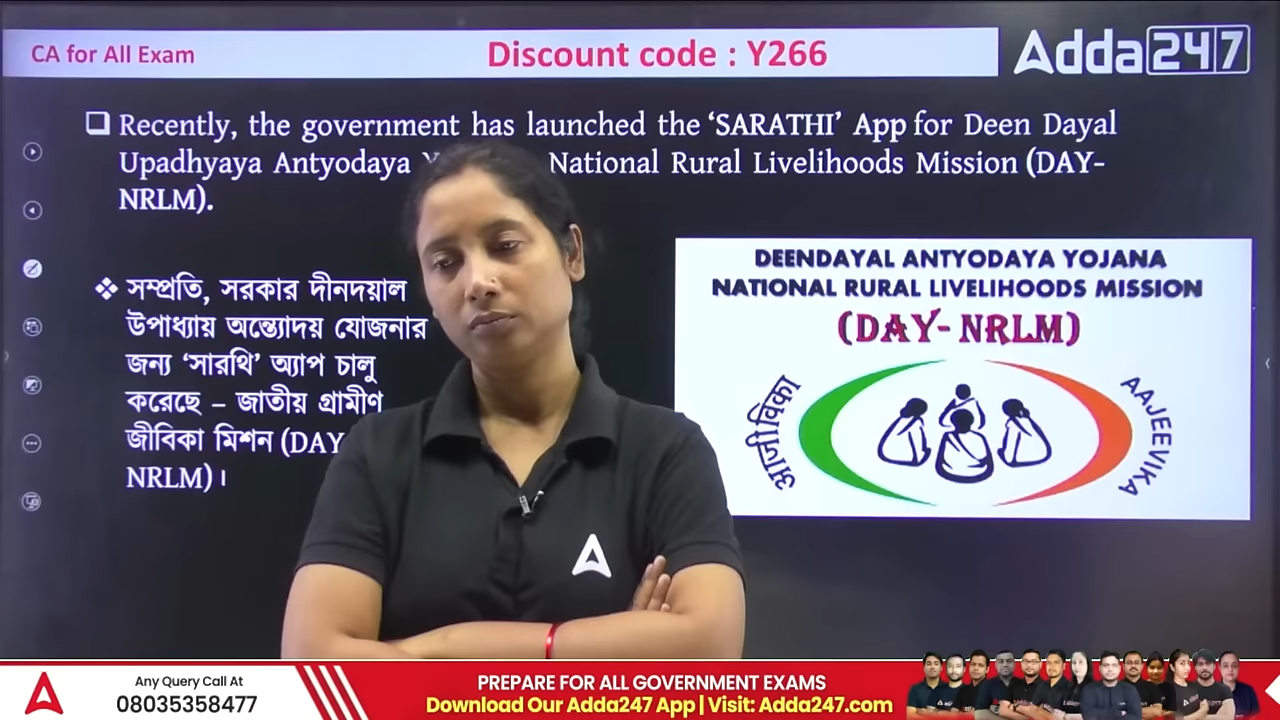 CA for All Exam
Discount code : Y266
Adda247
Recently, the government has launched the ‘SARATHI’ App for Deen Dayal
Upadhyaya Antyodaya National Rural Livelihoods Mission (DAY-
NRLM).
সম্প্রতি, সরকার দীনদয়াল
উপাধ্যায় অন্ত্যোদয় যোজনার
জন্য ‘সারথি’ অ্যাপ চালু
করেছে – জাতীয় গ্রামীণ
জীবিকা মিশন (DAY
NRLM)।
DEENDAYAL ANTYODAYA YOJANA
NATIONAL RURAL LIVELIHOODS MISSION
(DAY- NRLM)
आजीविका
AAJEEVIKA
Any Query Call At
08035358477
PREPARE FOR ALL GOVERNMENT EXAMS
Download Our Adda247 App | Visit: Adda247.com